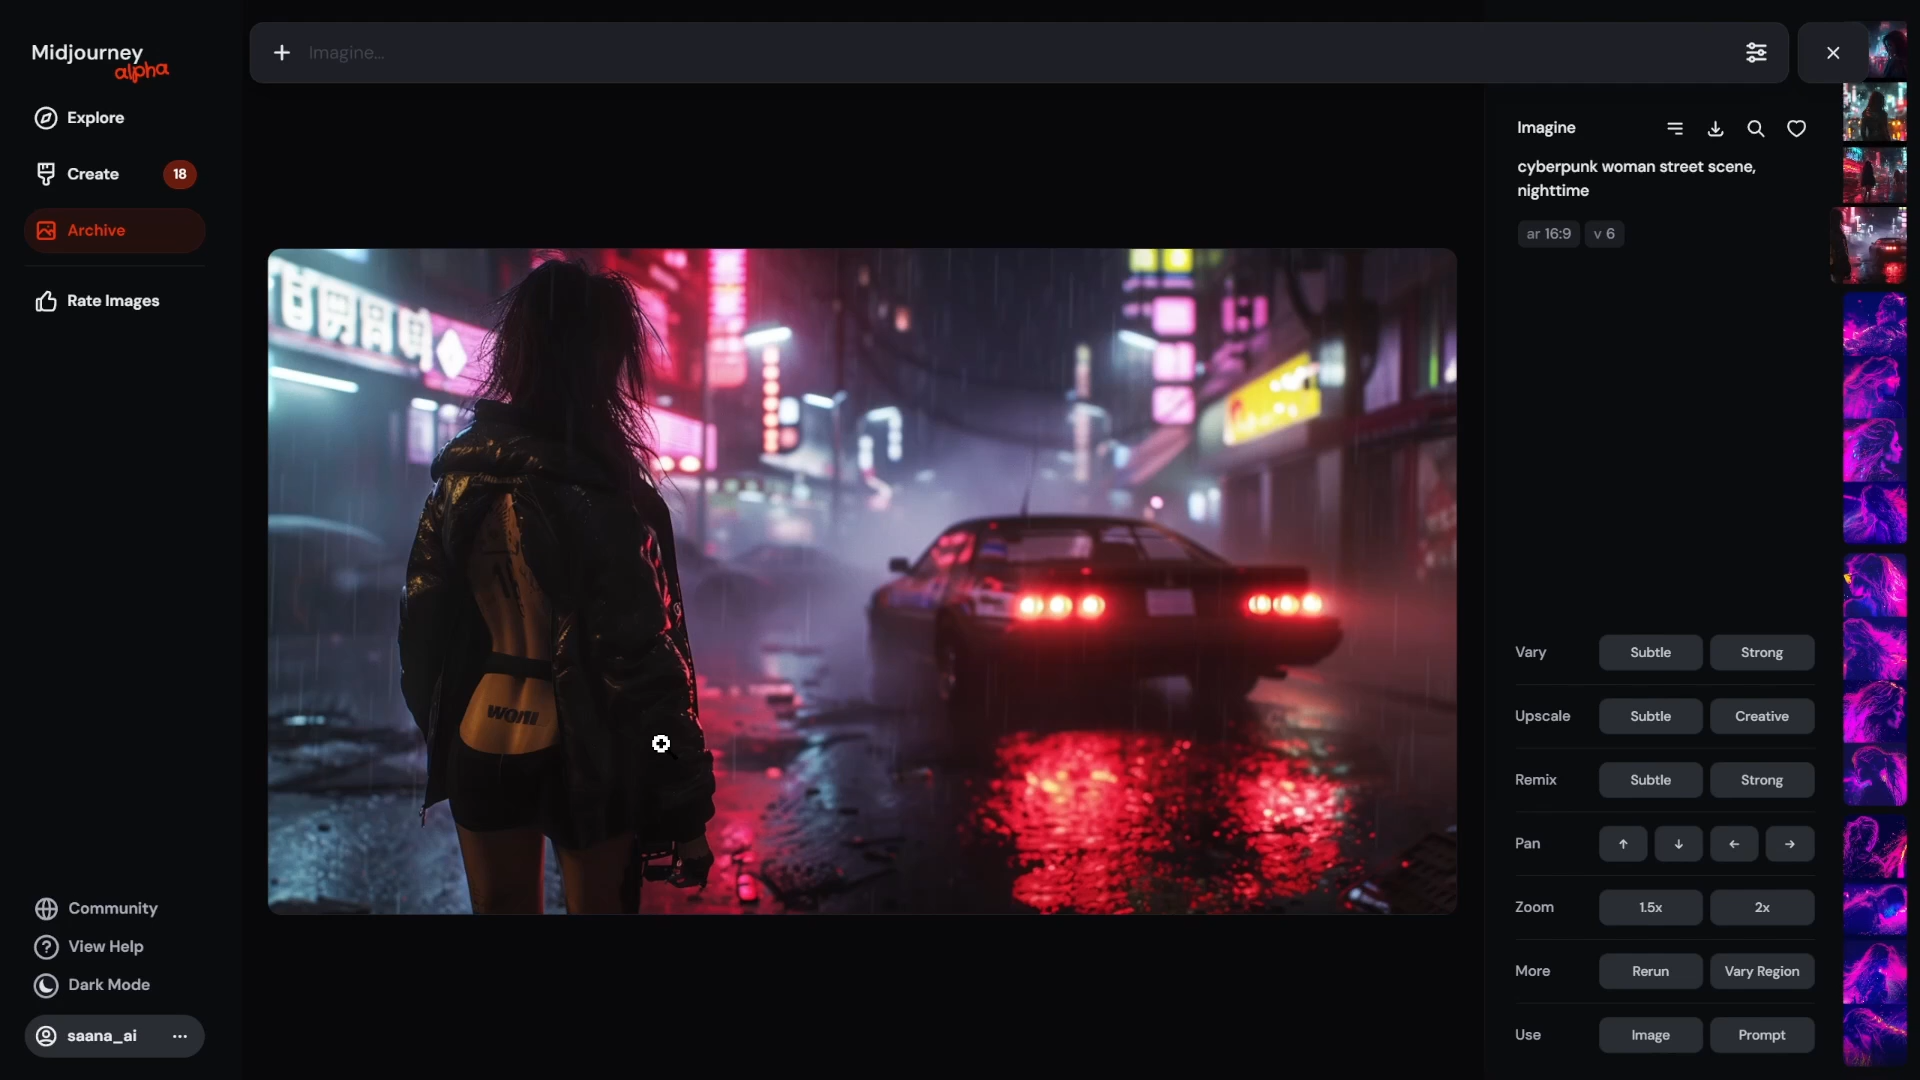 Midjourney
alpha
Explore
Create 18
Archive
Rate Images
Community
View Help
Dark Mode
saana_ai ...
Imagine...
Imagine
cyberpunk woman street scene,
nighttime
ar 16:9 v 6
Vary Subtle Strong
Upscale Subtle Creative
Remix Subtle Strong
Pan ↑ ↓ ← →
Zoom 1.5x 2x
More Rerun Vary Region
Use Image Prompt